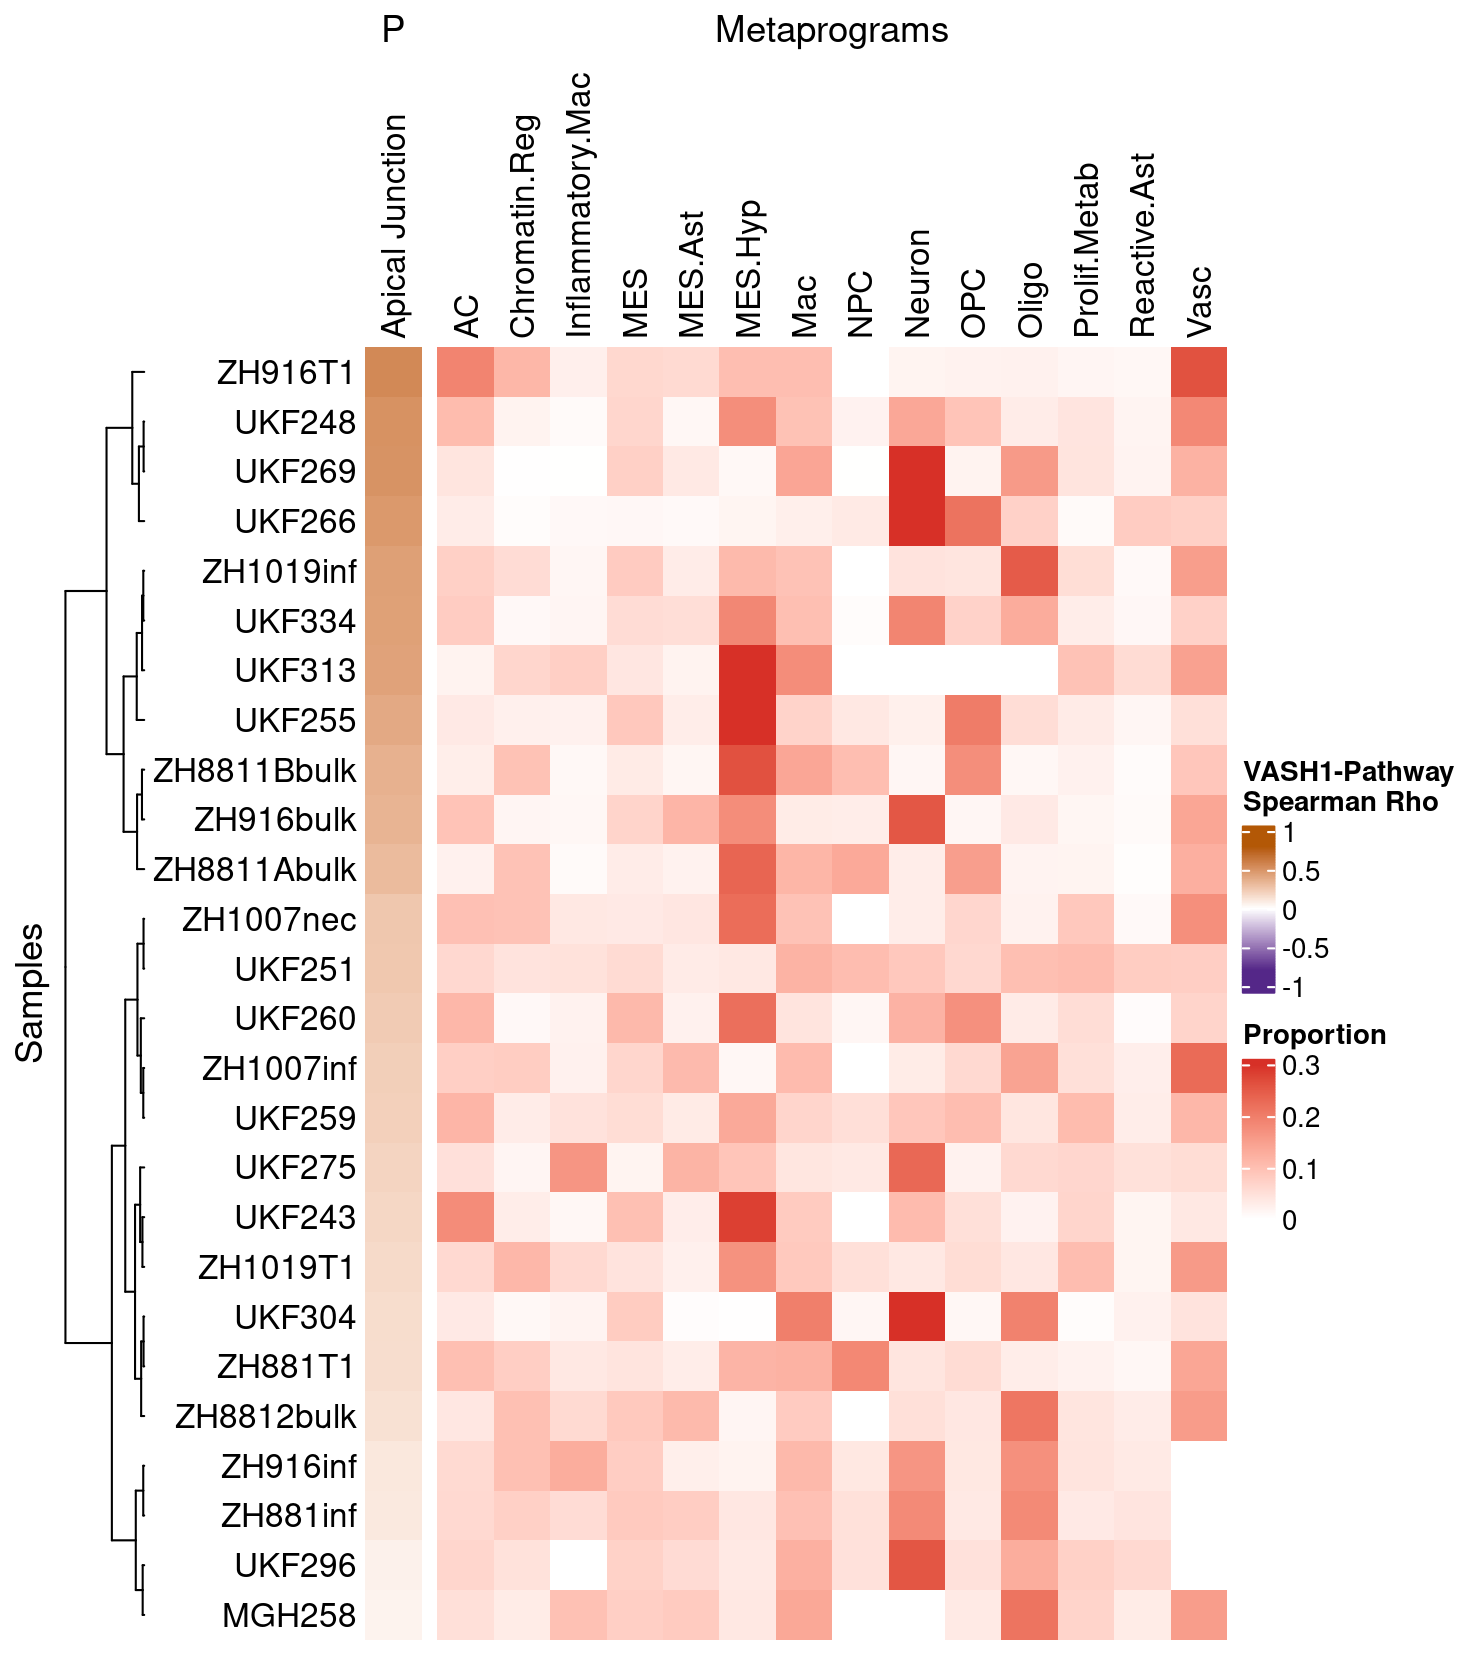 P
Metaprograms
Apical Junction
AC
Chromatin.Reg
Inflammatory.Mac
MES
MES.Ast
MES.Hyp
Mac
NPC
Neuron
OPC
Oligo
Prolif.Metab
Reactive.Ast
Vasc
Samples
ZH916T1
UKF248
UKF269
UKF266
ZH1019inf
UKF334
UKF313
UKF255
ZH8811Bbulk
ZH916bulk
ZH8811Abulk
ZH1007nec
UKF251
UKF260
ZH1007inf
UKF259
UKF275
UKF243
ZH1019T1
UKF304
ZH881T1
ZH8812bulk
ZH916inf
ZH881inf
UKF296
MGH258
VASH1-Pathway
Spearman Rho
1
0.5
0
-0.5
-1
Proportion
0.3
0.2
0.1
0